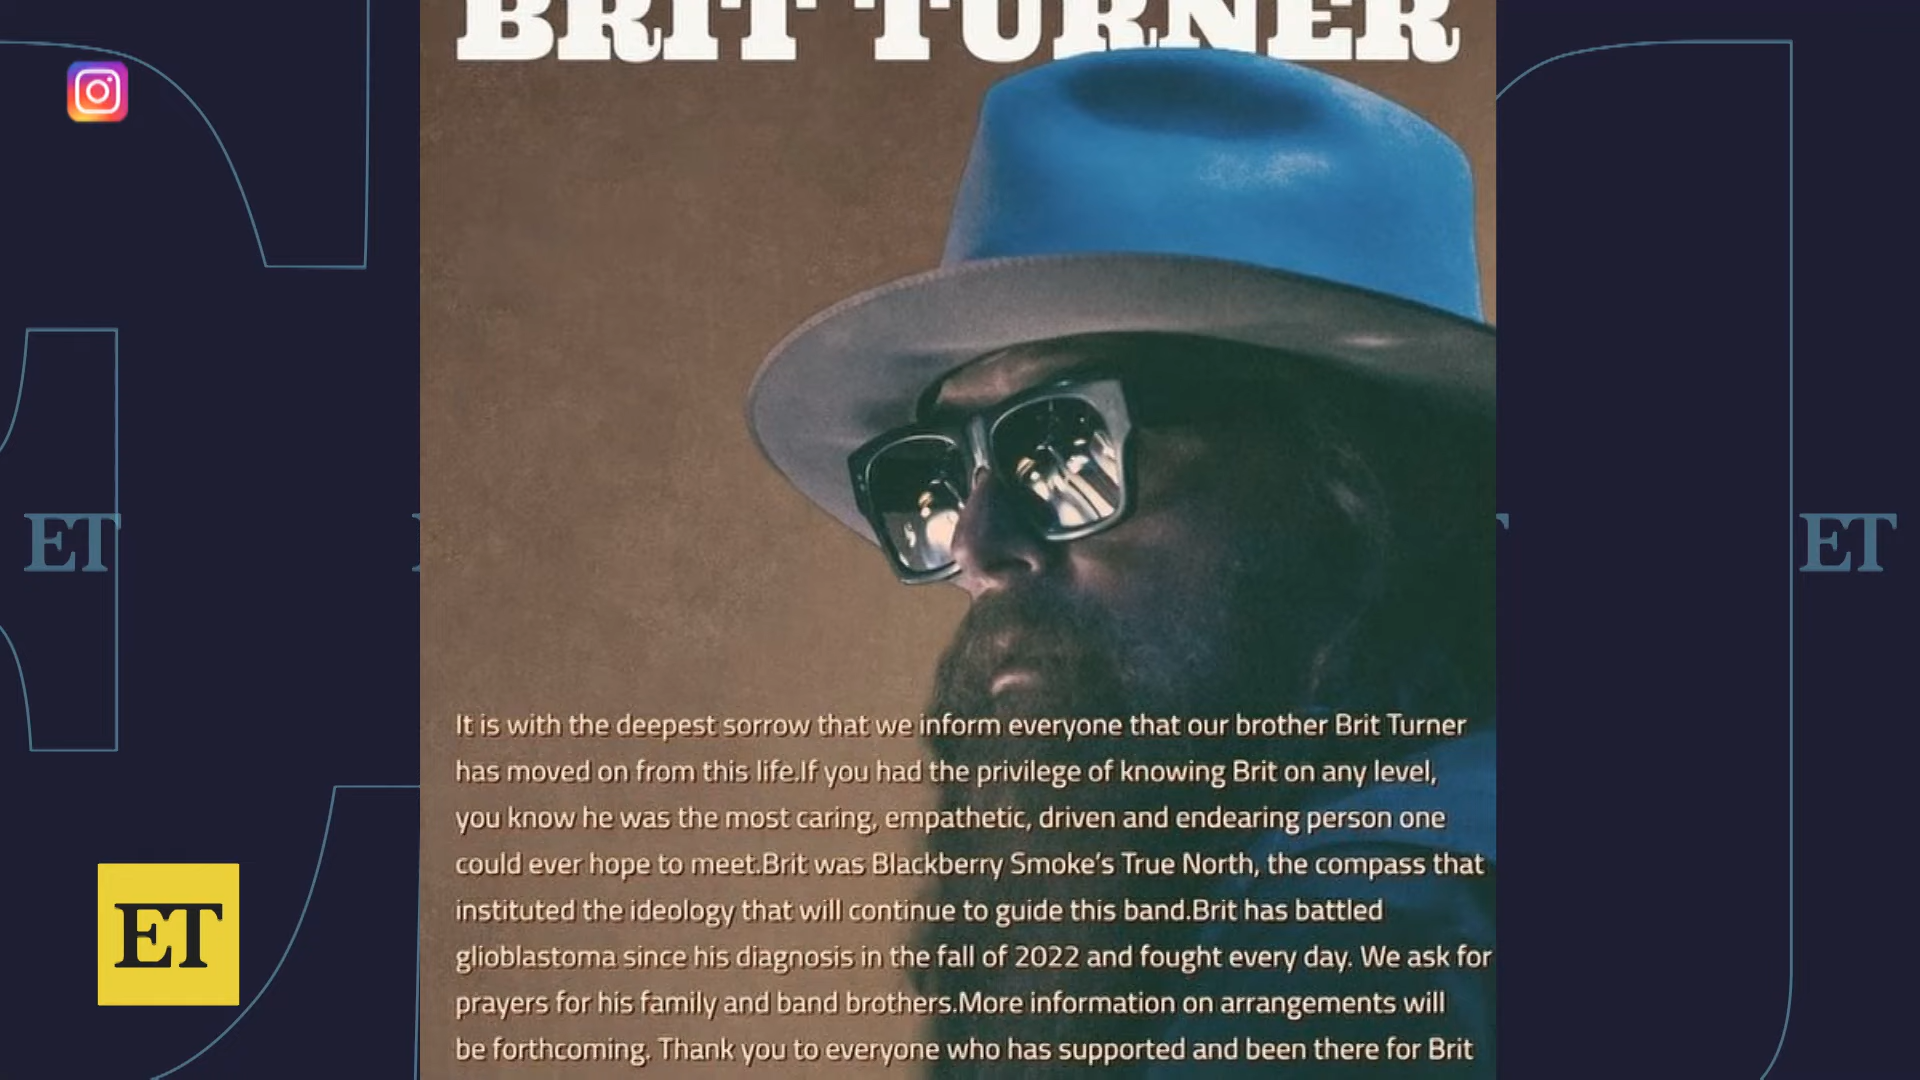 BRIT TURNER
ET
ET
It is with the deepest sorrow that we inform everyone that our brother Brit Turner
has moved on from this life.If you had the privilege of knowing Brit on any level,
you know he was the most caring, empathetic, driven and endearing person one
could ever hope to meet.Brit was Blackberry Smoke’s True North, the compass that
instituted the ideology that will continue to guide this band.Brit has battled
glioblastoma since his diagnosis in the fall of 2022 and fought every day. We ask for
prayers for his family and band brothers.More information on arrangements will
be forthcoming. Thank you to everyone who has supported and been there for Brit
ET